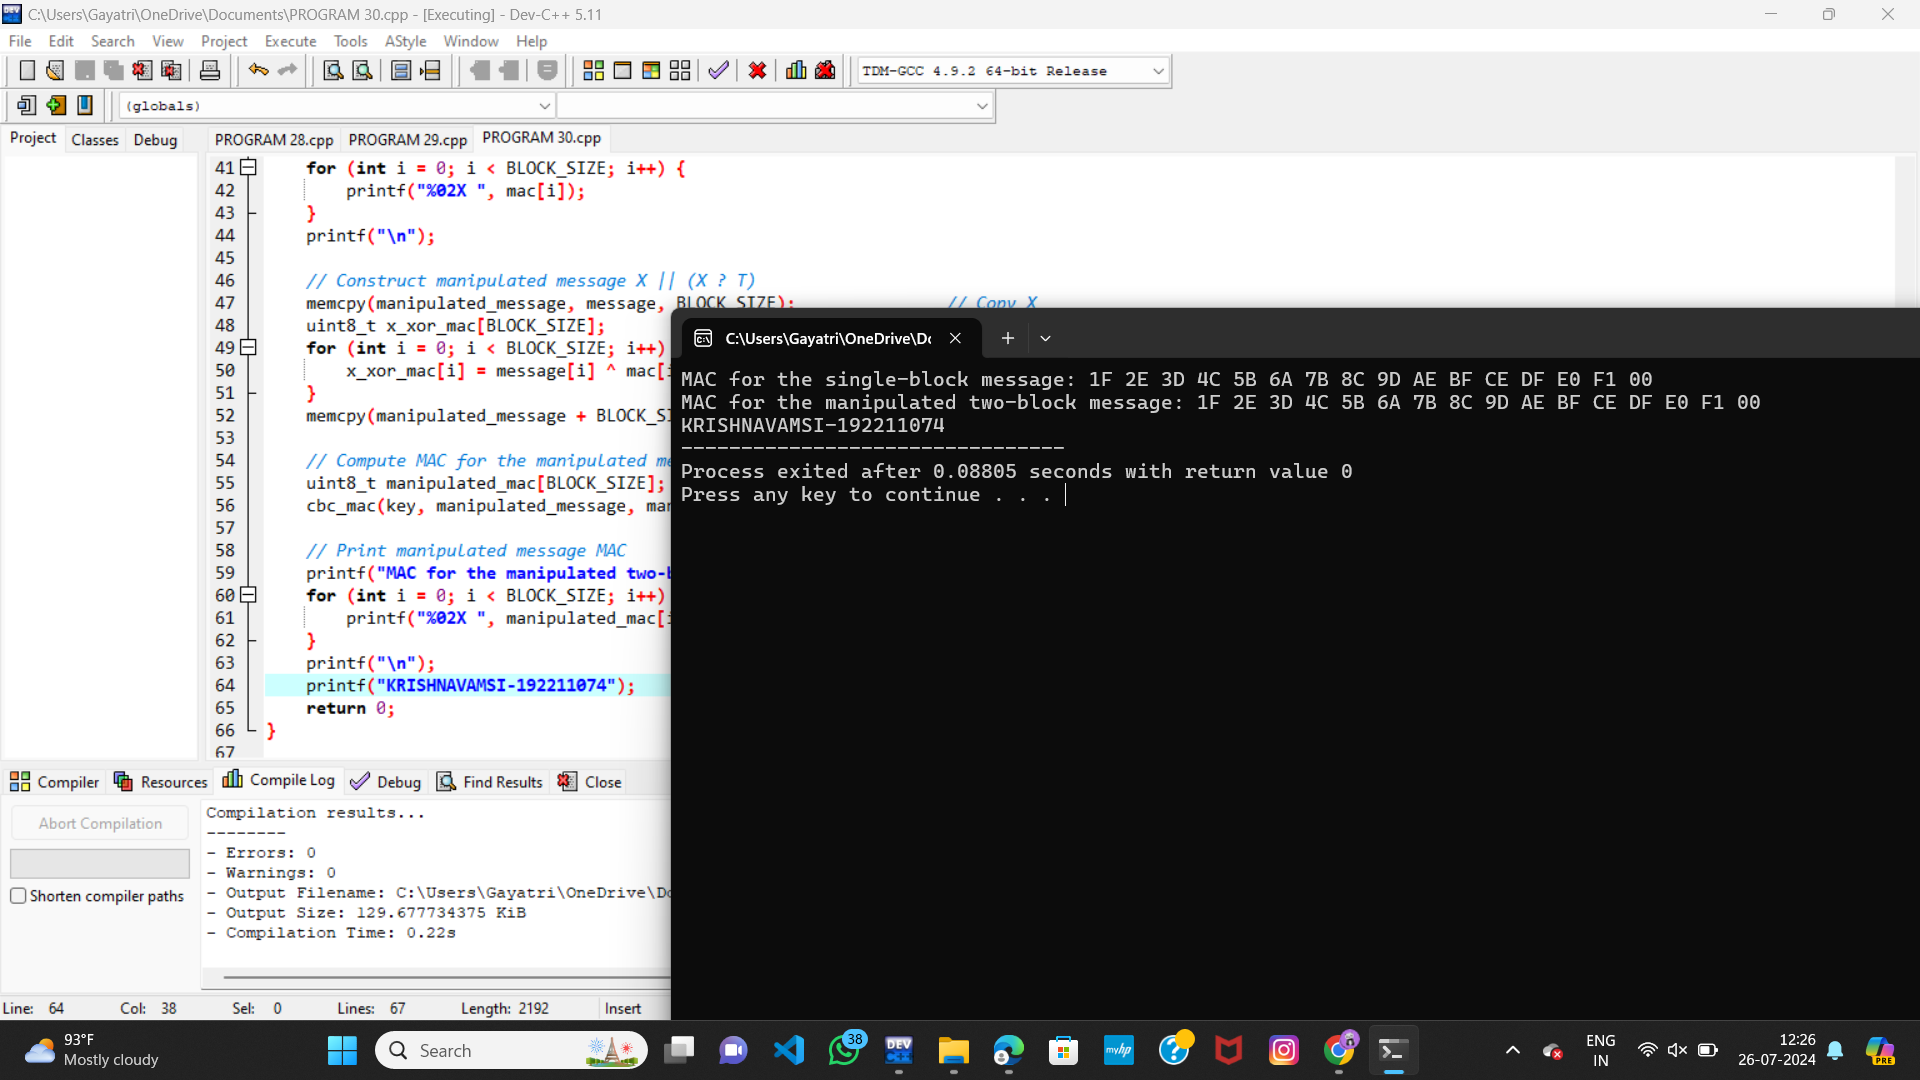 C:\Users\Gayatri\OneDrive\Documents\PROGRAM 30.cpp - [Executing] - Dev-C++ 5.11
File Edit Search View Project Execute Tools AStyle Window Help
TDM-GCC 4.9.2 64-bit Release
(globals)
Project Classes Debug PROGRAM 28.cpp PROGRAM 29.cpp PROGRAM 30.cpp
41 for (int i = 0; i < BLOCK_SIZE; i++) {
42 printf("%02X ", mac[i]);
43 }
44 printf("\n");
45
46 // Construct manipulated message X || (X ? T)
47 memcpy(manipulated_message, message, BLOCK_SIZE); // Copy X
48 uint8_t x_xor_mac[BLOCK_SIZE];
49 for (int i = 0; i < BLOCK_SIZE; i++)
50 x_xor_mac[i] = message[i] ^ mac[i
51 }
52 memcpy(manipulated_message + BLOCK_SI
53
54 // Compute MAC for the manipulated me
55 uint8_t manipulated_mac[BLOCK_SIZE];
56 cbc_mac(key, manipulated_message, man
57
58 // Print manipulated message MAC
59 printf("MAC for the manipulated two-b
60 for (int i = 0; i < BLOCK_SIZE; i++)
61 printf("%02X ", manipulated_mac[i
62 }
63 printf("\n");
64 printf("KRISHNAVAMSI-192211074");
65 return 0;
66 }
67
C:\Users\Gayatri\OneDrive\Do
MAC for the single-block message: 1F 2E 3D 4C 5B 6A 7B 8C 9D AE BF CE DF E0 F1 00
MAC for the manipulated two-block message: 1F 2E 3D 4C 5B 6A 7B 8C 9D AE BF CE DF E0 F1 00
KRISHNAVAMSI-192211074
--------------------------------
Process exited after 0.08805 seconds with return value 0
Press any key to continue . . .
Compiler Resources Compile Log Debug Find Results Close
Abort Compilation
Shorten compiler paths
Compilation results...
--------
- Errors: 0
- Warnings: 0
- Output Filename: C:\Users\Gayatri\OneDrive\Do
- Output Size: 129.677734375 KiB
- Compilation Time: 0.22s
Line: 64 Col: 38 Sel: 0 Lines: 67 Length: 2192 Insert
93°F
Mostly cloudy
Search
38
DEV C++
myhp
ENG
IN
12:26
26-07-2024
PRE